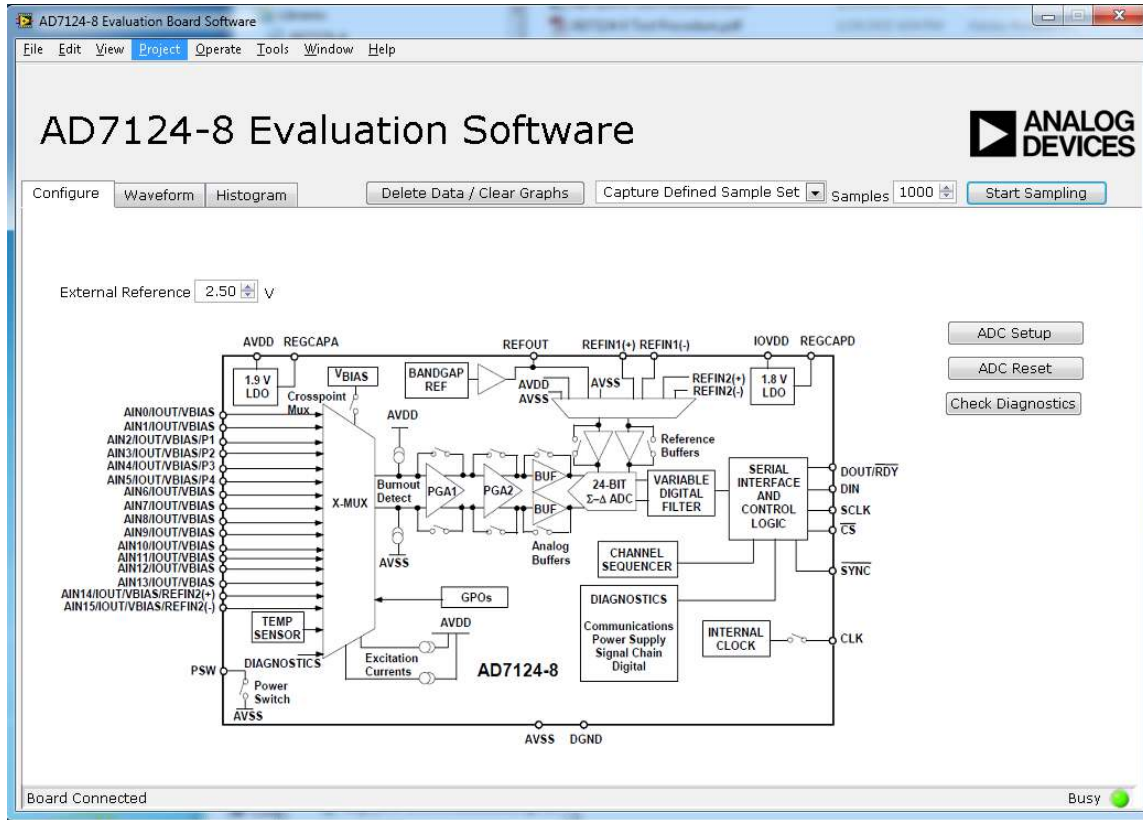 AD7124-8 Evaluation Board Software
File Edit View Project Operate Tools Window Help
AD7124-8 Evaluation Software
ANALOG
DEVICES
Configure Waveform Histogram Delete Data / Clear Graphs Capture Defined Sample Set Samples 1000 Start Sampling
External Reference 2.50 V
ADC Setup
ADC Reset
Check Diagnostics
AVDD REGCAPA REFOUT REFIN1(+) REFIN1(-) IOVDD REGCAPD
1.9 V
LDO
VBIAS
Crosspoint
Mux
BANDGAP
REF
AVDD
AVSS
AVSS
REFIN2(+)
REFIN2(-)
1.8 V
LDO
AIN0/IOUT/VBIAS
AIN1/IOUT/VBIAS
AIN2/IOUT/VBIAS/P1
AIN3/IOUT/VBIAS/P2
AIN4/IOUT/VBIAS/P3
AIN5/IOUT/VBIAS/P4
AIN6/IOUT/VBIAS
AIN7/IOUT/VBIAS
AIN8/IOUT/VBIAS
AIN9/IOUT/VBIAS
AIN10/IOUT/VBIAS
AIN11/IOUT/VBIAS
AIN12/IOUT/VBIAS
AIN13/IOUT/VBIAS
AIN14/IOUT/VBIAS/REFIN2(+)
AIN15/IOUT/VBIAS/REFIN2(-)
X-MUX
AVDD
Burnout
Detect
AVSS
PGA1
PGA2
BUF
BUF
Analog
Buffers
Reference
Buffers
24-BIT
Σ–Δ ADC
VARIABLE
DIGITAL
FILTER
SERIAL
INTERFACE
AND
CONTROL
LOGIC
DOUT/RDY
DIN
SCLK
CS
SYNC
CHANNEL
SEQUENCER
GPOs
DIAGNOSTICS
Communications
Power Supply
Signal Chain
Digital
TEMP
SENSOR
AVDD
INTERNAL
CLOCK
CLK
DIAGNOSTICS
Excitation
Currents
AD7124-8
PSW
Power
Switch
AVSS
AVSS DGND
Board Connected Busy